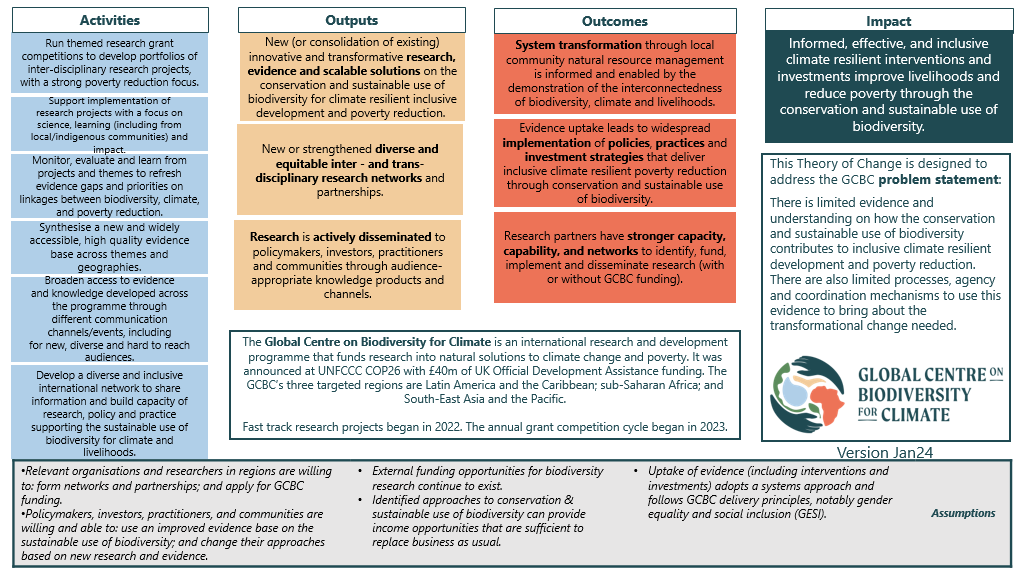 Activities
Run themed research grant
competitions to develop portfolios of
inter-disciplinary research projects,
with a strong poverty reduction focus.
Support implementation of
research projects with a focus on
science, learning (including from
local/indigenous communities) and
impact.
Monitor, evaluate and learn from
projects and themes to refresh
evidence gaps and priorities on
linkages between biodiversity, climate,
and poverty reduction.
Synthesise a new and widely
accessible, high quality evidence
base across themes and
geographies.
Broaden access to evidence
and knowledge developed across
the programme through
different communication
channels/events, including
for new, diverse and hard to reach
audiences.
Develop a diverse and inclusive
international network to share
information and build capacity of
research, policy and practice
supporting the sustainable use of
biodiversity for climate and
livelihoods.
Outputs
New (or consolidation of existing)
innovative and transformative research,
evidence and scalable solutions on the
conservation and sustainable use of
biodiversity for climate resilient inclusive
development and poverty reduction.
New or strengthened diverse and
equitable inter - and trans-
disciplinary research networks and
partnerships.
Research is actively disseminated to
policymakers, investors, practitioners
and communities through audience-
appropriate knowledge products and
channels.
Outcomes
System transformation through local
community natural resource management
is informed and enabled by the
demonstration of the interconnectedness
of biodiversity, climate and livelihoods.
Evidence uptake leads to widespread
implementation of policies, practices and
investment strategies that deliver
inclusive climate resilient poverty reduction
through conservation and sustainable use
of biodiversity.
Research partners have stronger capacity,
capability, and networks to identify, fund,
implement and disseminate research (with
or without GCBC funding).
Impact
Informed, effective, and inclusive
climate resilient interventions and
investments improve livelihoods and
reduce poverty through the
conservation and sustainable use of
biodiversity.
This Theory of Change is designed to
address the GCBC problem statement:
There is limited evidence and
understanding on how the conservation
and sustainable use of biodiversity
contributes to inclusive climate resilient
development and poverty reduction.
There are also limited processes, agency
and coordination mechanisms to use this
evidence to bring about the
transformational change needed.
GLOBAL CENTRE ON
BIODIVERSITY
FOR CLIMATE
The Global Centre on Biodiversity for Climate is an international research and development
programme that funds research into natural solutions to climate change and poverty. It was
announced at UNFCCC COP26 with £40m of UK Official Development Assistance funding. The
GCBC's three targeted regions are Latin America and the Caribbean; sub-Saharan Africa; and
South-East Asia and the Pacific.
Fast track research projects began in 2022. The annual grant competition cycle began in 2023.
Version Jan24
•Relevant organisations and researchers in regions are willing
to: form networks and partnerships; and apply for GCBC
funding.
•Policymakers, investors, practitioners, and communities are
willing and able to: use an improved evidence base on the
sustainable use of biodiversity; and change their approaches
based on new research and evidence.
• External funding opportunities for biodiversity
research continue to exist.
• Identified approaches to conservation &
sustainable use of biodiversity can provide
income opportunities that are sufficient to
replace business as usual.
• Uptake of evidence (including interventions and
investments) adopts a systems approach and
follows GCBC delivery principles, notably gender
equality and social inclusion (GESI).
Assumptions